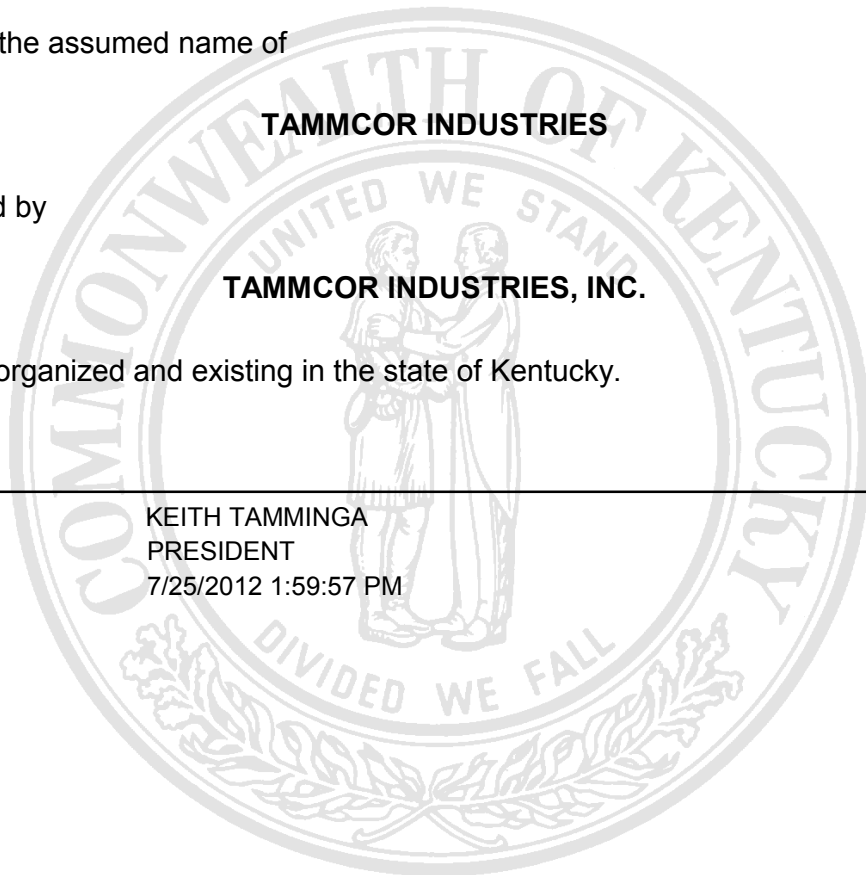 the assumed name of
TAMMCOR INDUSTRIES
d by
TAMMCOR INDUSTRIES, INC.
organized and existing in the state of Kentucky.
KEITH TAMMINGA
PRESIDENT
7/25/2012 1:59:57 PM
COMMONWEALTH OF KENTUCKY
UNITED WE STAND
DIVIDED WE FALL